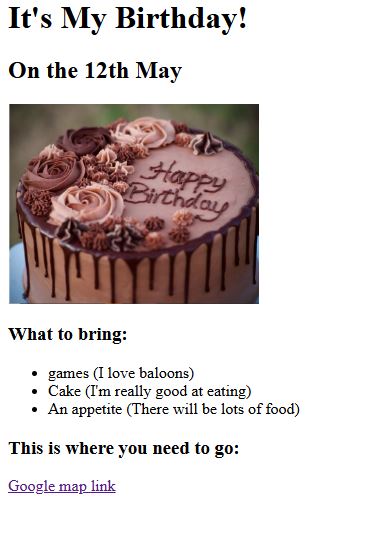 It's My Birthday!
On the 12th May
Happy
Birthday
What to bring:
games (I love baloons)
Cake (I'm really good at eating)
An appetite (There will be lots of food)
This is where you need to go:
Google map link